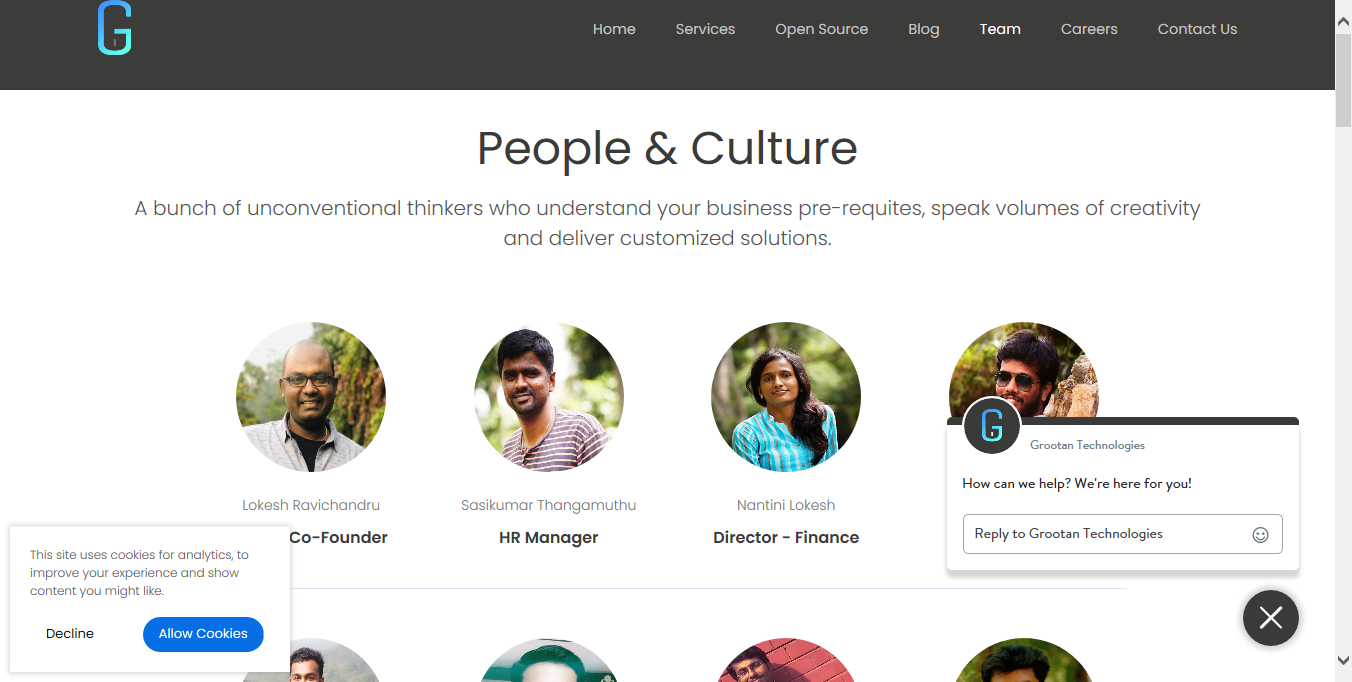 G
Home Services Open Source Blog Team Careers Contact Us
People & Culture
A bunch of unconventional thinkers who understand your business pre-requites, speak volumes of creativity
and deliver customized solutions.
Lokesh Ravichandru
Co-Founder
Sasikumar Thangamuthu
HR Manager
Nantini Lokesh
Director - Finance
G
Grootan Technologies
How can we help? We're here for you!
Reply to Grootan Technologies
This site uses cookies for analytics, to
improve your experience and show
content you might like.
Decline
Allow Cookies